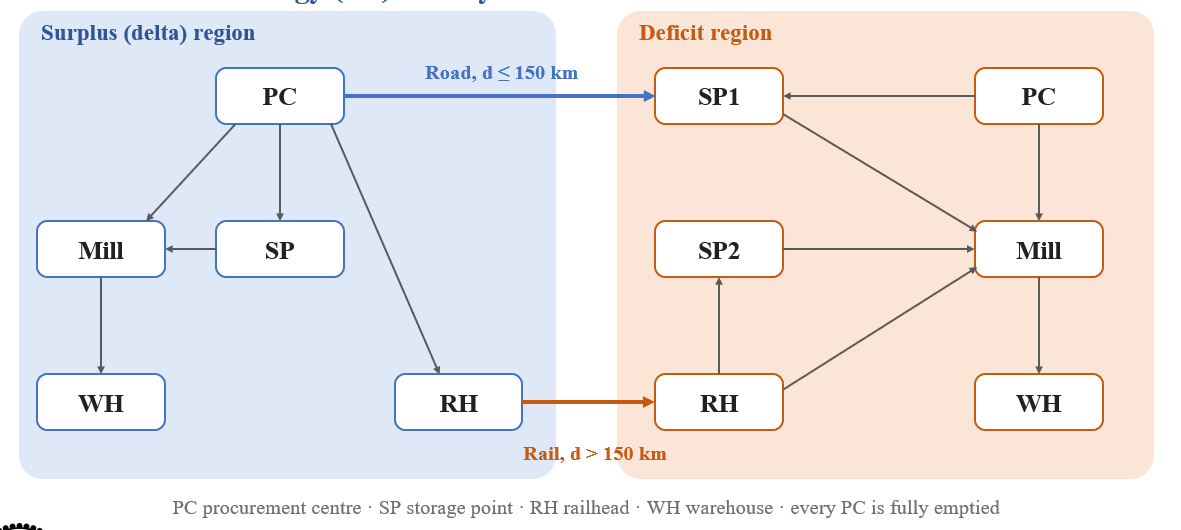 Surplus (delta) region
Deficit region
Road, d ≤ 150 km
PC
SP1
PC
Mill
SP
SP2
Mill
WH
RH
RH
WH
Rail, d > 150 km
PC procurement centre · SP storage point · RH railhead · WH warehouse · every PC is fully emptied